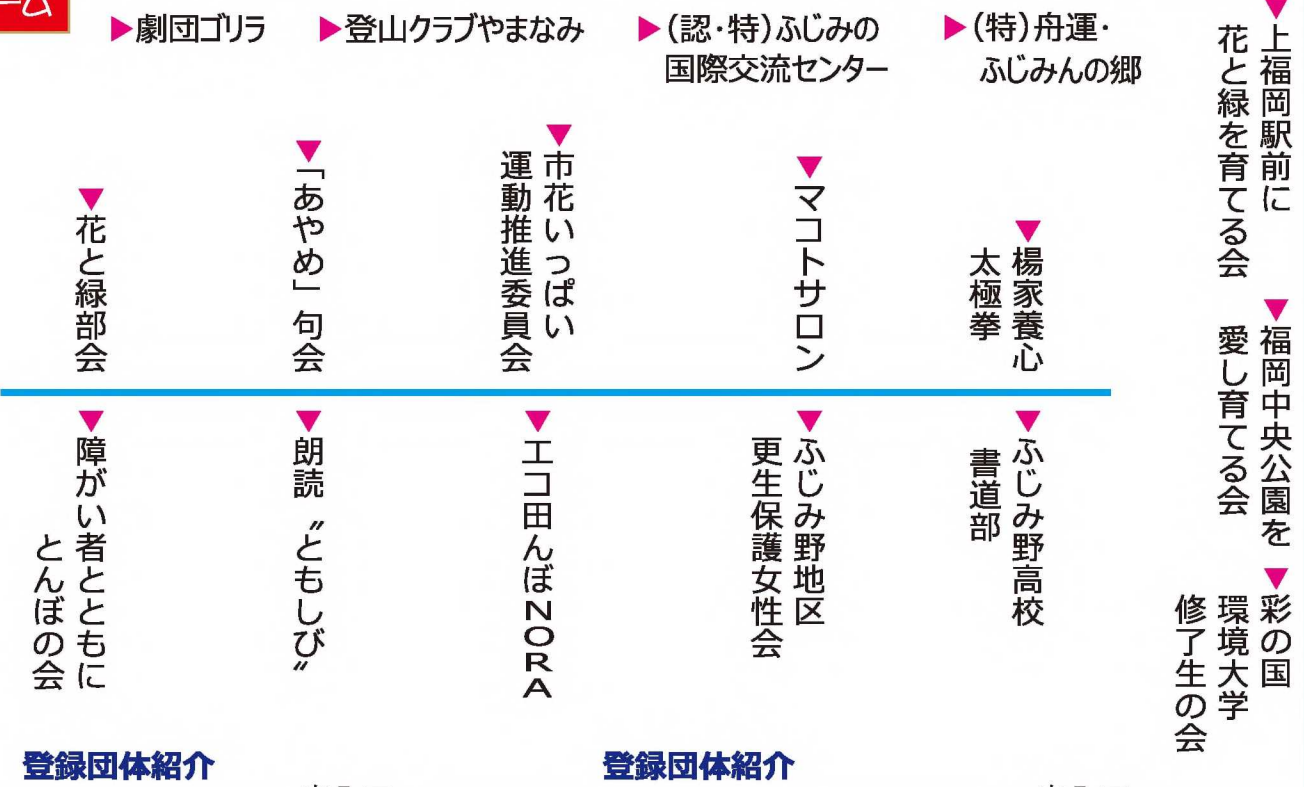 ーム
▶劇団ゴリラ
▶登山クラブやまなみ
▶(認・特)ふじみの
国際交流センター
▶(特)舟運・
ふじみんの郷
▼上福岡駅前に
花と緑を育てる会
▼福岡中央公園を
愛し育てる会
▼彩の国
環境大学
修了生の会
▼楊家養心
太極拳
▼マコトサロン
▼市花いっぱい
運動推進委員会
▼「あやめ」句会
▼花と緑部会
▼ふじみ野高校
書道部
▼ふじみ野地区
更生保護女性会
▼エコ田んぼNORA
▼朗読〝ともしび〟
▼障がい者とともに
とんぼの会
登録団体紹介
登録団体紹介